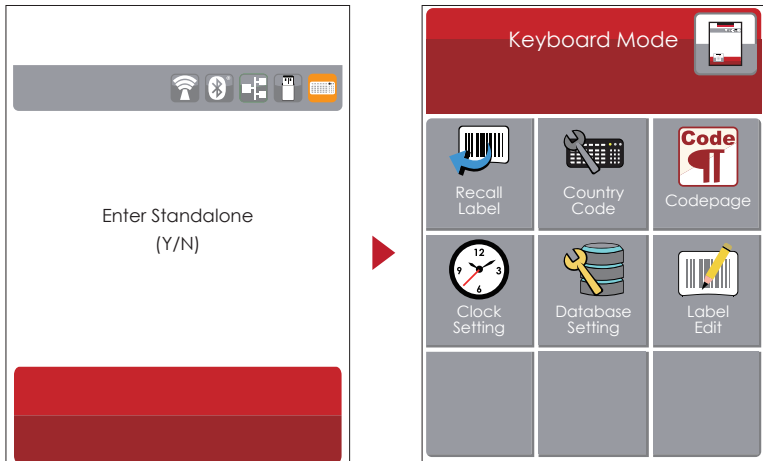 Enter Standalone
(Y/N)
Keyboard Mode
Recall
Label
Country
Code
Code
Codepage
12
9
3
6
Clock
Setting
Database
Setting
Label
Edit